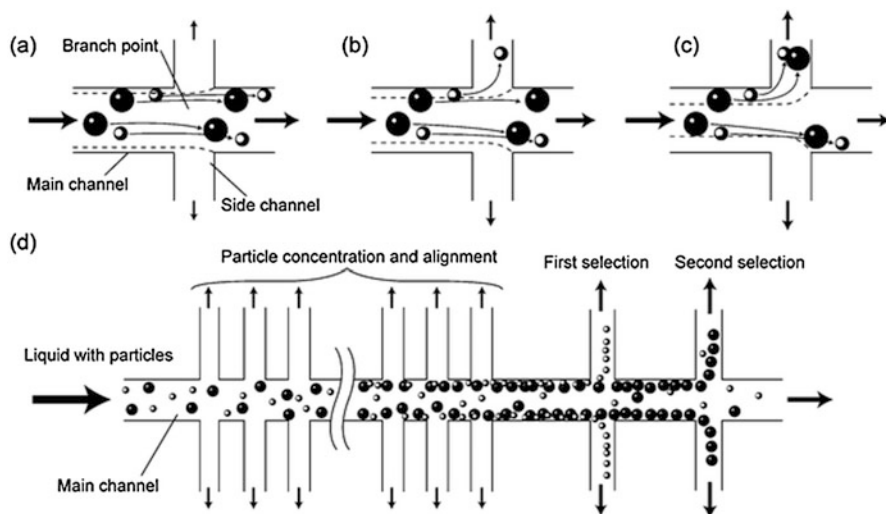 (a)
Branch point
Main channel
Side channel
(b)
(c)
(d)
Particle concentration and alignment
First selection
Second selection
Liquid with particles
Main channel